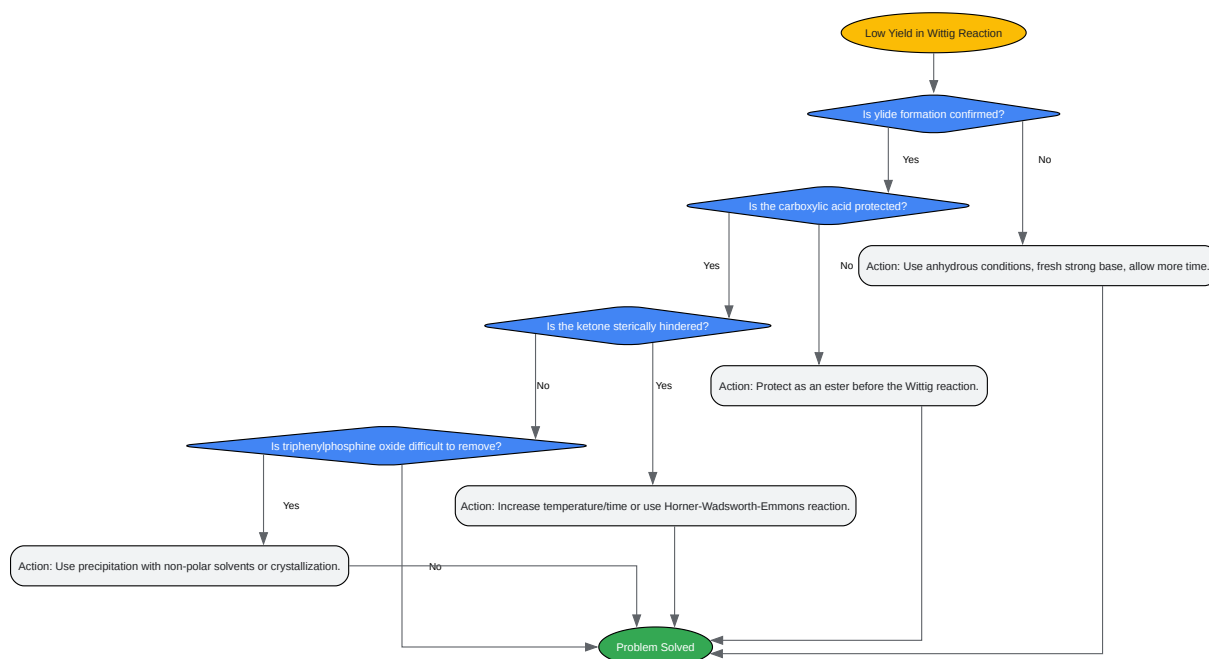 Low Yield in Wittig Reaction
Is ylide formation confirmed?
Yes
No
Is the carboxylic acid protected?
Yes
No
Action: Use anhydrous conditions, fresh strong base, allow more time.
Is the ketone sterically hindered?
No
Yes
Action: Protect as an ester before the Wittig reaction.
Is triphenylphosphine oxide difficult to remove?
Yes
Action: Increase temperature/time or use Horner-Wadsworth-Emmons reaction.
Action: Use precipitation with non-polar solvents or crystallization.
No
Problem Solved